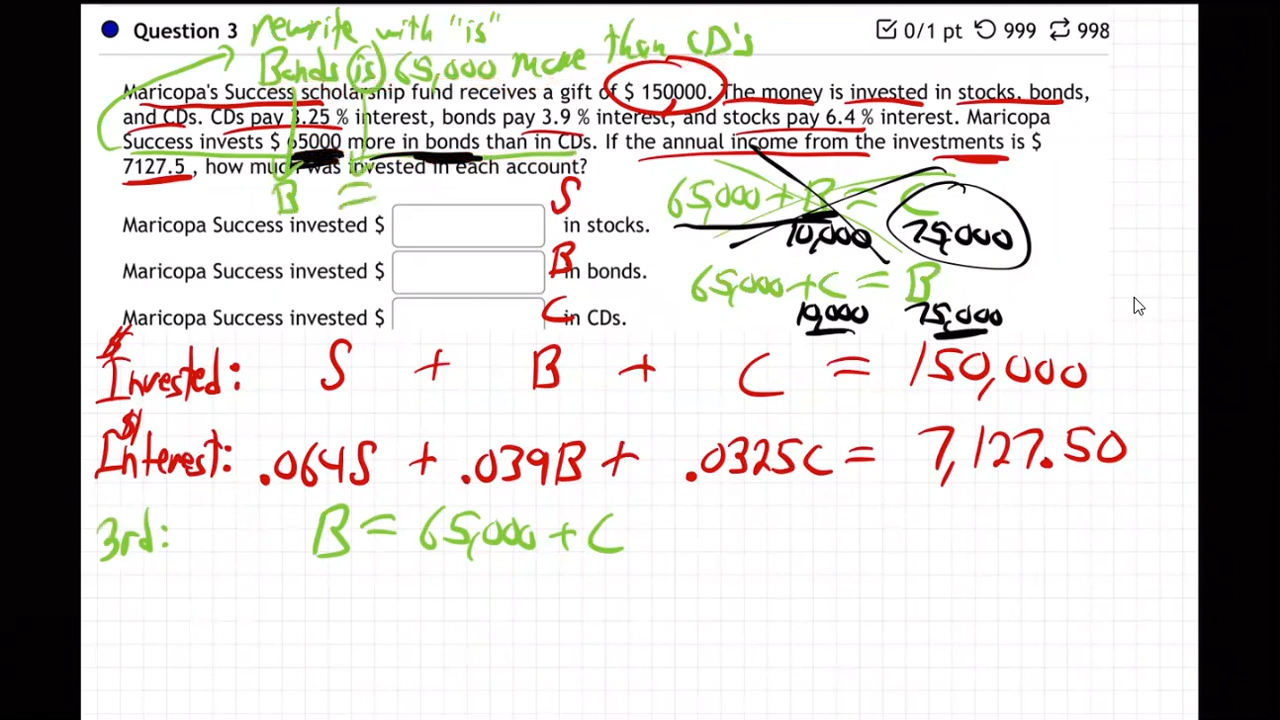 Question 3
rewrite with "is"
0/1 pt 999 998
Bonds is 65,000 more than CD's
Maricopa's Success scholarship fund receives a gift of $ 150000. The money is invested in stocks, bonds,
and CDs. CDs pay 3.25 % interest, bonds pay 3.9 % interest, and stocks pay 6.4 % interest. Maricopa
Success invests $ 65000 more in bonds than in CDs. If the annual income from the investments is $
7127.5 , how much was invested in each account?
B =
65,000 + B = C
10,000 75,000
Maricopa Success invested $ in stocks. S
Maricopa Success invested $ in bonds. B
65,000 + C = B
10,000 75,000
Maricopa Success invested $ in CDs. C
$ Invested: S + B + C = 150,000
$ Interest: .064S + .039B + .0325C = 7,127.50
3rd: B = 65,000 + C